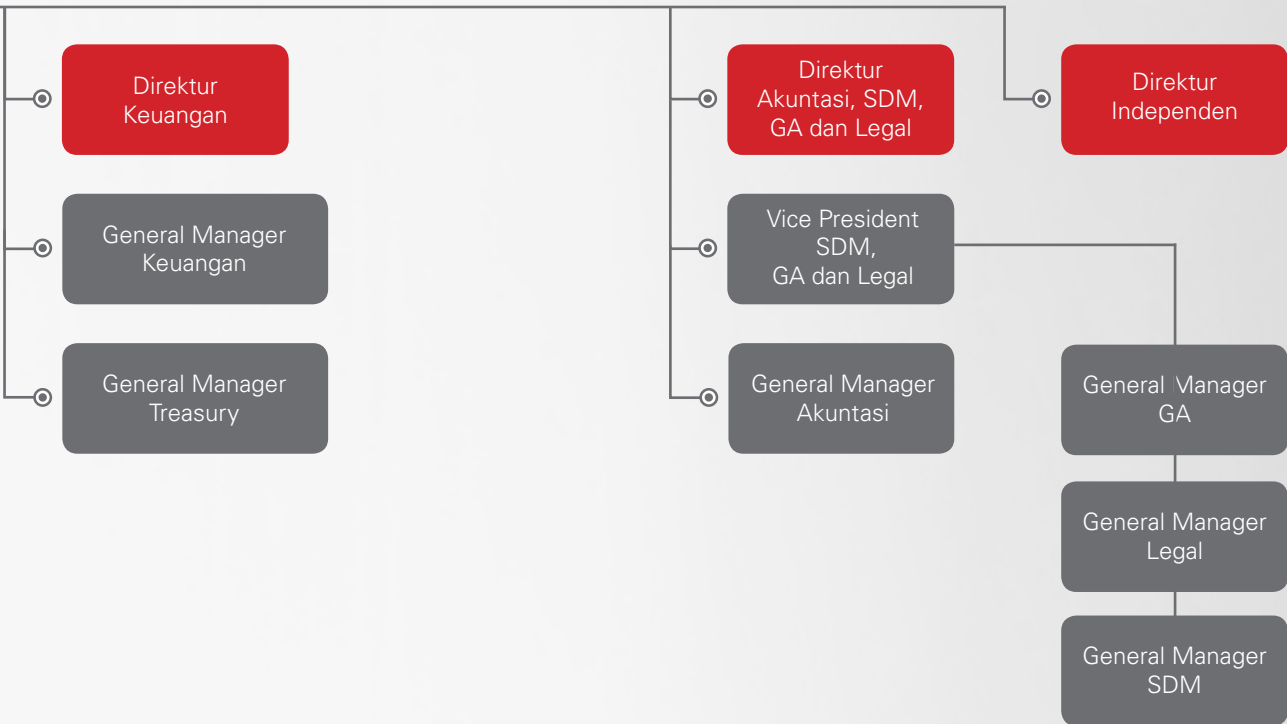 Direktur
Keuangan
Direktur
Akuntasi, SDM,
GA dan Legal
Direktur
Independen
General Manager
Keuangan
Vice President
SDM,
GA dan Legal
General Manager
Treasury
General Manager
Akuntasi
General Manager
GA
General Manager
Legal
General Manager
SDM